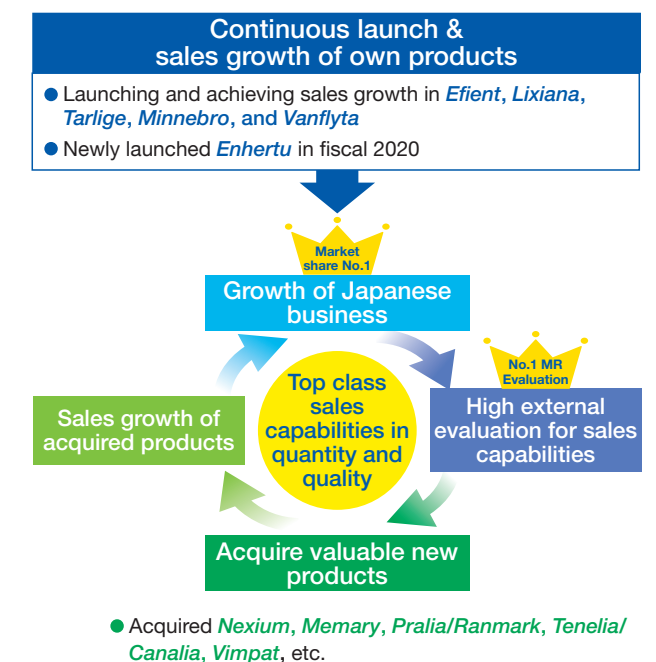 Continuous launch &
sales growth of own products
● Launching and achieving sales growth in Efient, Lixiana,
Tarlige, Minnebro, and Vanflyta
● Newly launched Enhertu in fiscal 2020
Market
share No.1
Growth of Japanese
business
No.1 MR
Evaluation
High external
evaluation for sales
capabilities
Top class
sales
capabilities in
quantity and
quality
Sales growth of
acquired products
Acquire valuable new
products
● Acquired Nexium, Memary, Pralia/Ranmark, Tenelia/
Canalia, Vimpat, etc.